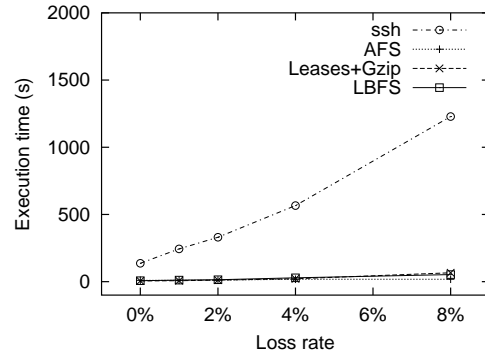 2000
1500
1000
500
0
Execution time (s)
ssh
AFS
Leases+Gzip
LBFS
0% 2% 4% 6% 8%
Loss rate